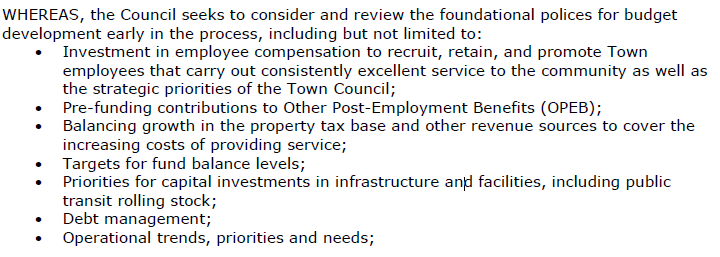 WHEREAS, the Council seeks to consider and review the foundational polices for budget
development early in the process, including but not limited to:
• Investment in employee compensation to recruit, retain, and promote Town
employees that carry out consistently excellent service to the community as well as
the strategic priorities of the Town Council;
• Pre-funding contributions to Other Post-Employment Benefits (OPEB);
• Balancing growth in the property tax base and other revenue sources to cover the
increasing costs of providing service;
• Targets for fund balance levels;
• Priorities for capital investments in infrastructure and facilities, including public
transit rolling stock;
• Debt management;
• Operational trends, priorities and needs;